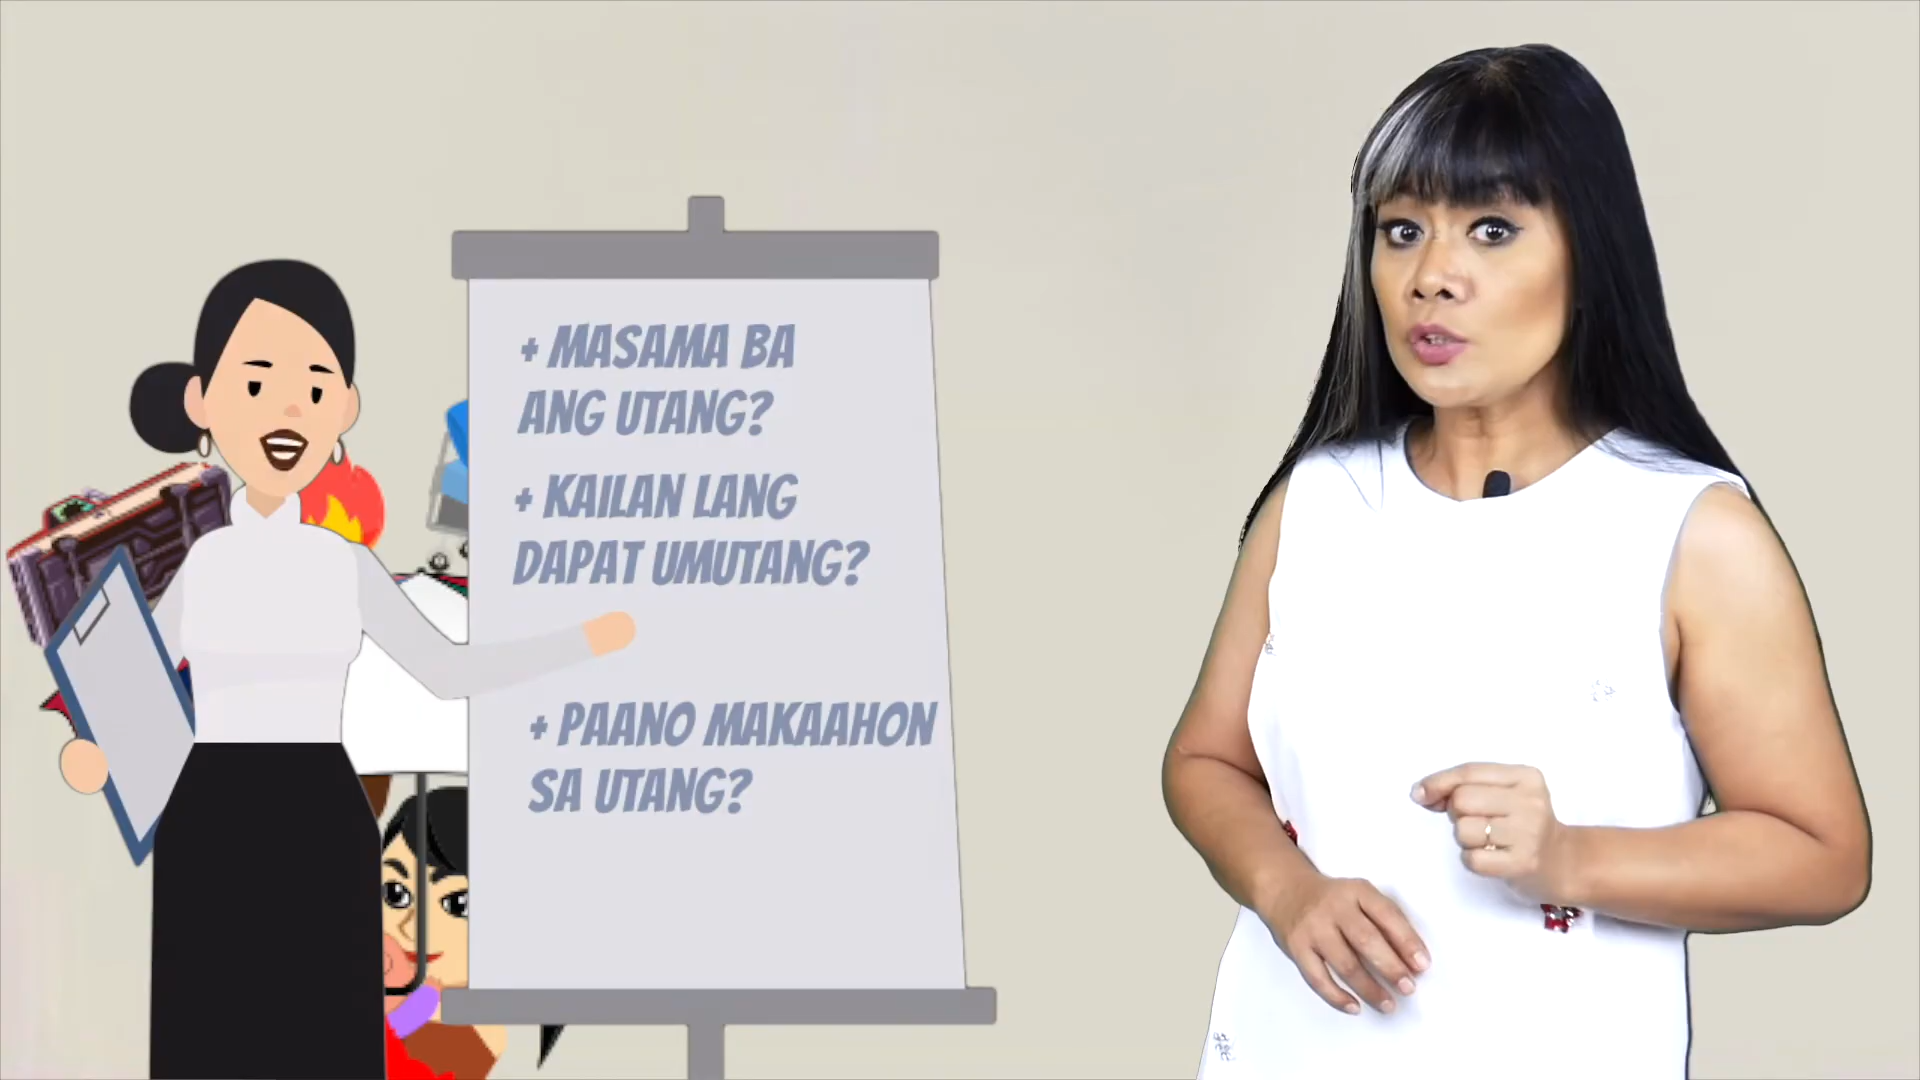 + MASAMA BA
ANG UTANG?
+ KAILAN LANG
DAPAT UMUTANG?
+ PAANO MAKAAHON
SA UTANG?